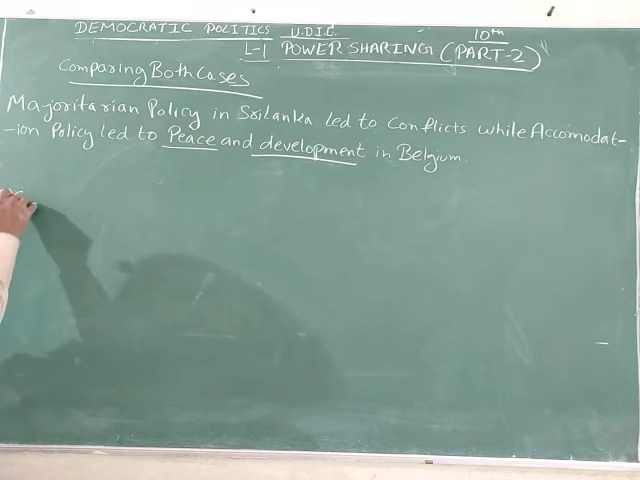 DEMOCRATIC POLITICS U.D.I.C. 10th
L-1 POWER SHARING (PART-2)
Comparing Both Cases
Majoritarian Policy in SriLanka led to Conflicts while Accomodat-
-ion Policy led to Peace and development in Belgium.